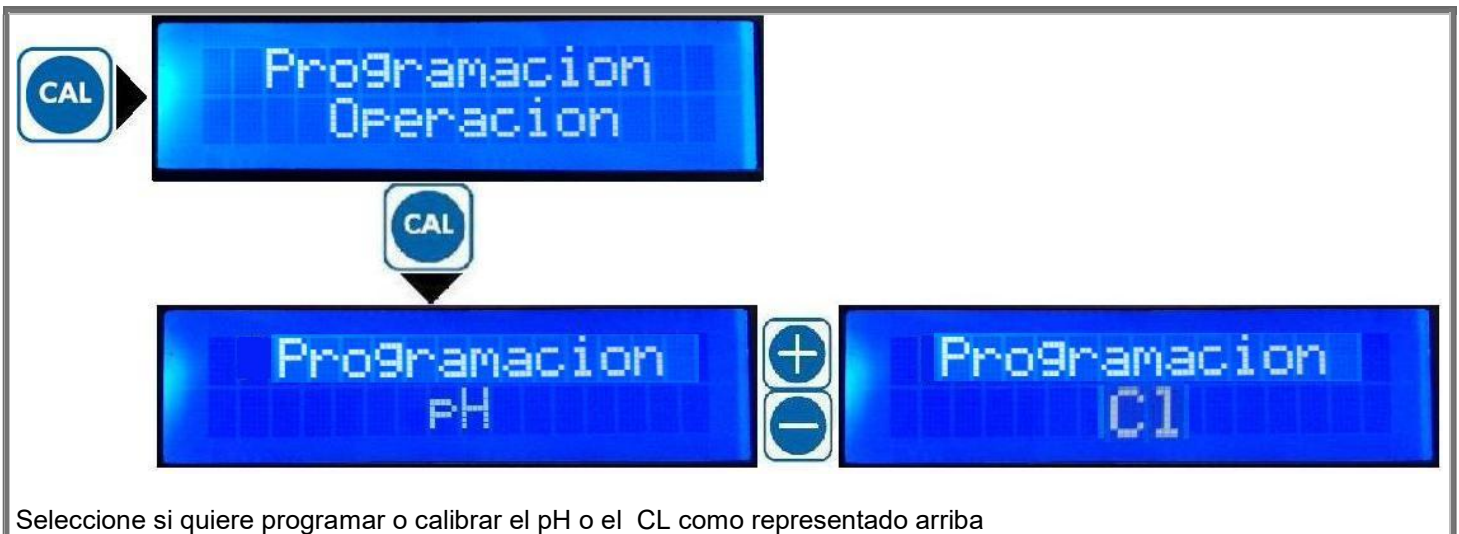 CAL
Programacion
Operacion
CAL
Programacion
pH
+
-
Programacion
Cl
Seleccione si quiere programar o calibrar el pH o el CL como representado arriba